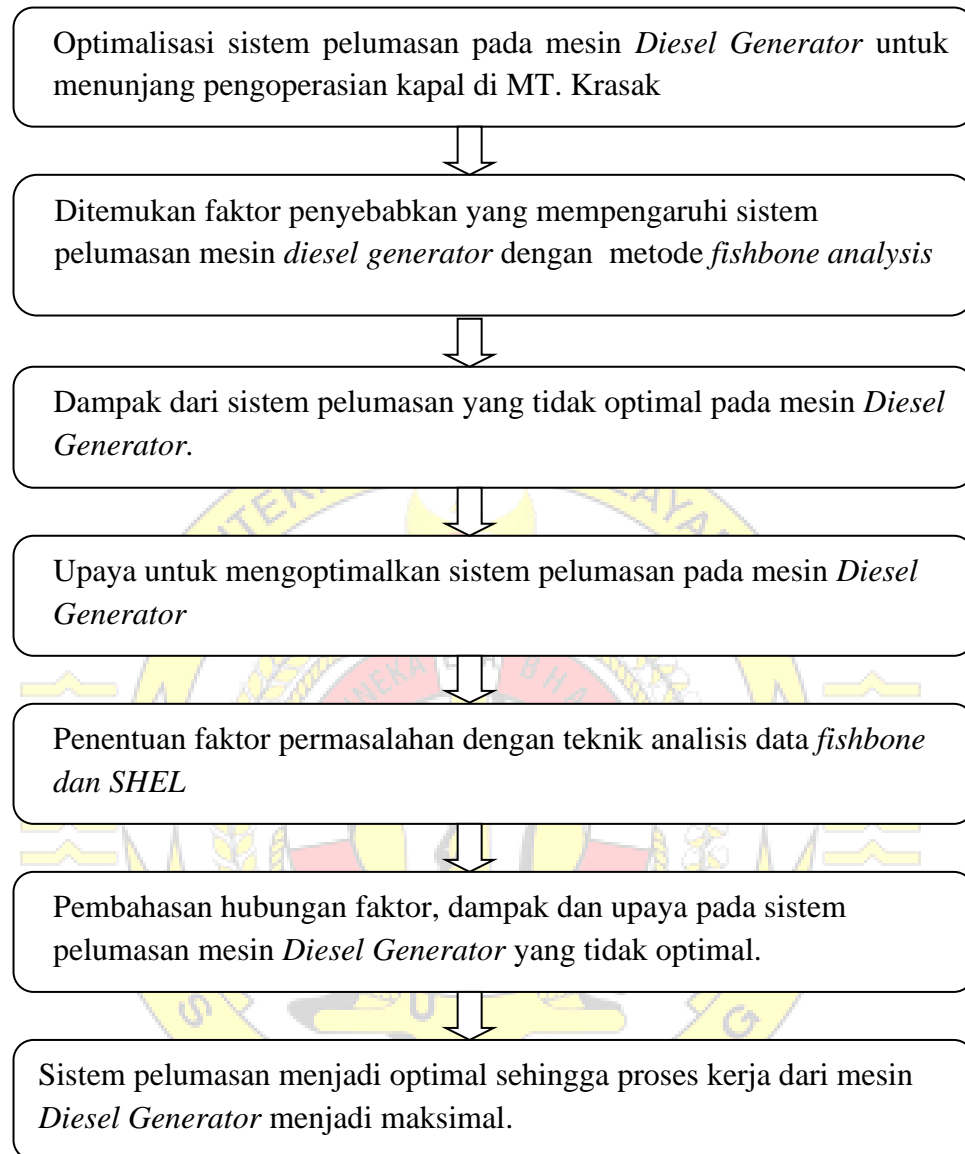 Optimalisasi sistem pelumasan pada mesin Diesel Generator untuk
menunjang pengoperasian kapal di MT. Krasak
Ditemukan faktor penyebabkan yang mempengaruhi sistem
pelumasan mesin diesel generator dengan metode fishbone analysis
Dampak dari sistem pelumasan yang tidak optimal pada mesin Diesel
Generator.
Upaya untuk mengoptimalkan sistem pelumasan pada mesin Diesel
Generator
Penentuan faktor permasalahan dengan teknik analisis data fishbone
dan SHEL
Pembahasan hubungan faktor, dampak dan upaya pada sistem
pelumasan mesin Diesel Generator yang tidak optimal.
Sistem pelumasan menjadi optimal sehingga proses kerja dari mesin
Diesel Generator menjadi maksimal.